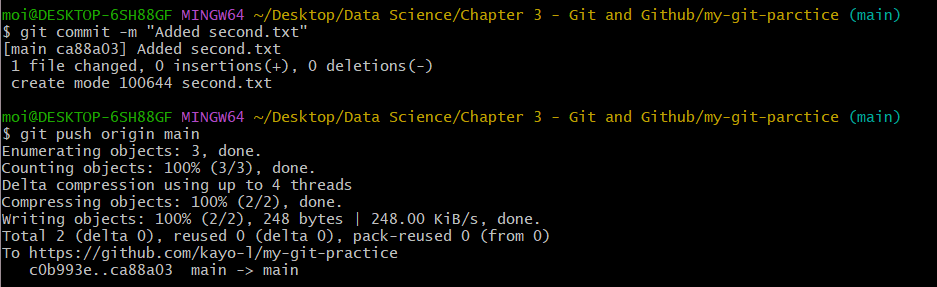 moi@DESKTOP-6SH88GF MINGW64 ~/Desktop/Data Science/Chapter 3 - Git and Github/my-git-parctice (main)
$ git commit -m "Added second.txt"
[main ca88a03] Added second.txt
 1 file changed, 0 insertions(+), 0 deletions(-)
 create mode 100644 second.txt

moi@DESKTOP-6SH88GF MINGW64 ~/Desktop/Data Science/Chapter 3 - Git and Github/my-git-parctice (main)
$ git push origin main
Enumerating objects: 3, done.
Counting objects: 100% (3/3), done.
Delta compression using up to 4 threads
Compressing objects: 100% (2/2), done.
Writing objects: 100% (2/2), 248 bytes | 248.00 KiB/s, done.
Total 2 (delta 0), reused 0 (delta 0), pack-reused 0 (from 0)
To https://github.com/kayo-l/my-git-practice
   c0b993e..ca88a03  main -> main